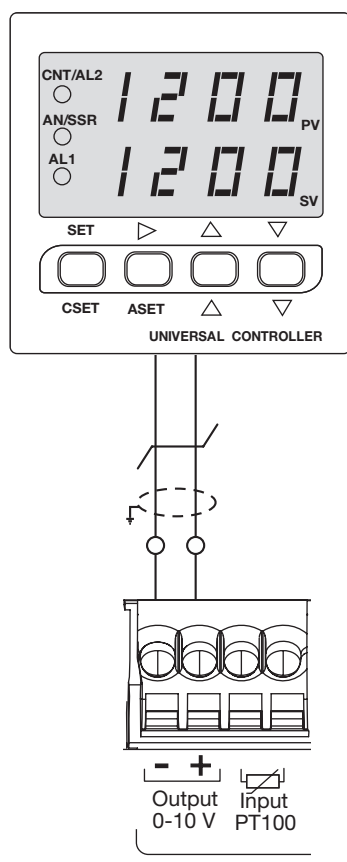 CNT/AL2
1200
PV
AN/SSR
AL1
1200
SV
SET
CSET ASET
UNIVERSAL CONTROLLER
- +
Output Input
0-10 V PT100